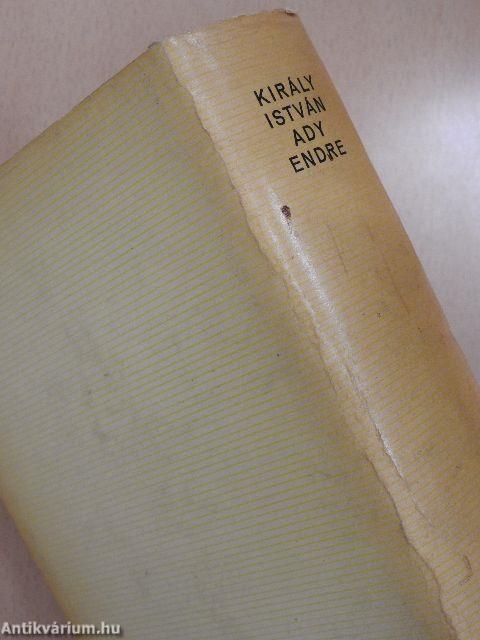 KIRÁLY
ISTVÁN
ADY
ENDRE
Antikvárium.hu